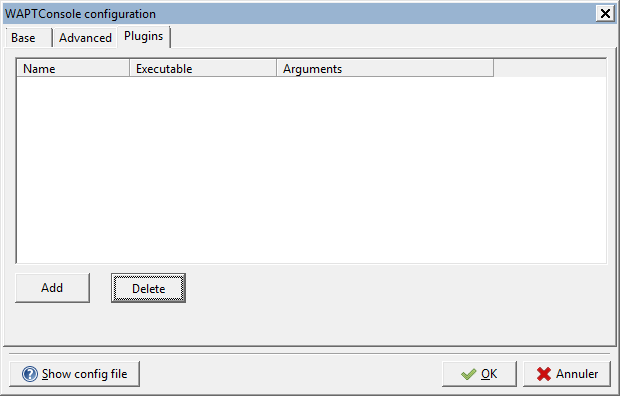 WAPTConsole configuration
Base Advanced Plugins
Name Executable Arguments
Add Delete
Show config file OK Annuler